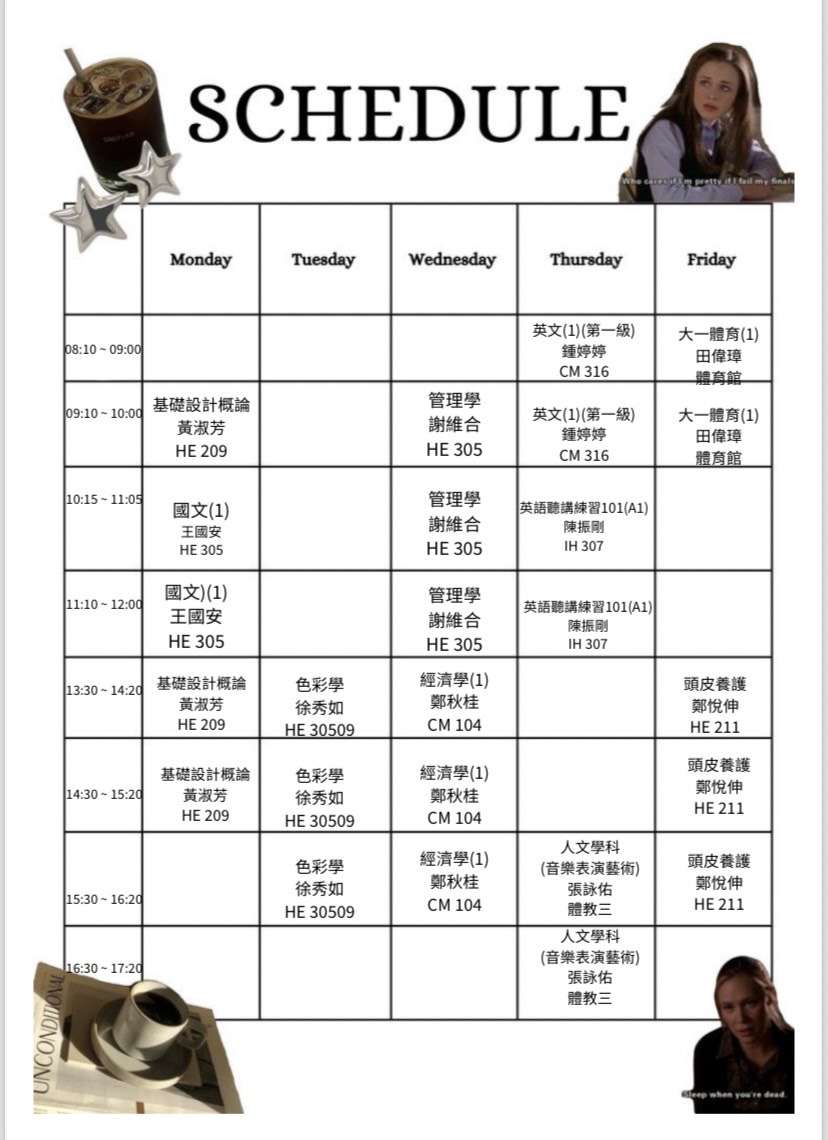 SCHEDULE
Who cares if I'm pretty if I fail my finals
Monday Tuesday Wednesday Thursday Friday
08:10 ~ 09:00
英文(1)(第一級)
鍾婷婷
CM 316
大一體育(1)
田偉璋
體育館
09:10 ~ 10:00
基礎設計概論
黃淑芳
HE 209
管理學
謝維合
HE 305
英文(1)(第一級)
鍾婷婷
CM 316
大一體育(1)
田偉璋
體育館
10:15 ~ 11:05
國文(1)
王國安
HE 305
管理學
謝維合
HE 305
英語聽講練習101(A1)
陳振剛
IH 307
11:10 ~ 12:00
國文)(1)
王國安
HE 305
管理學
謝維合
HE 305
英語聽講練習101(A1)
陳振剛
IH 307
13:30 ~ 14:20
基礎設計概論
黃淑芳
HE 209
色彩學
徐秀如
HE 30509
經濟學(1)
鄭秋桂
CM 104
頭皮養護
鄭悅伸
HE 211
14:30 ~ 15:20
基礎設計概論
黃淑芳
HE 209
色彩學
徐秀如
HE 30509
經濟學(1)
鄭秋桂
CM 104
頭皮養護
鄭悅伸
HE 211
15:30 ~ 16:20
色彩學
徐秀如
HE 30509
經濟學(1)
鄭秋桂
CM 104
人文學科
(音樂表演藝術)
張詠佑
體教三
頭皮養護
鄭悅伸
HE 211
16:30 ~ 17:20
人文學科
(音樂表演藝術)
張詠佑
體教三
UNCONDITIONAL
Sleep when you're dead.